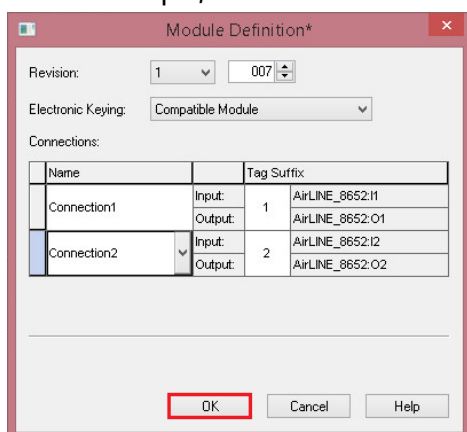 Module Definition*
Revision: 1 007
Electronic Keying: Compatible Module
Connections:
Name Tag Suffix
Connection1 Input: 1 AirLINE_8652:I1
Output: AirLINE_8652:O1
Connection2 Input: 2 AirLINE_8652:I2
Output: AirLINE_8652:O2
OK Cancel Help